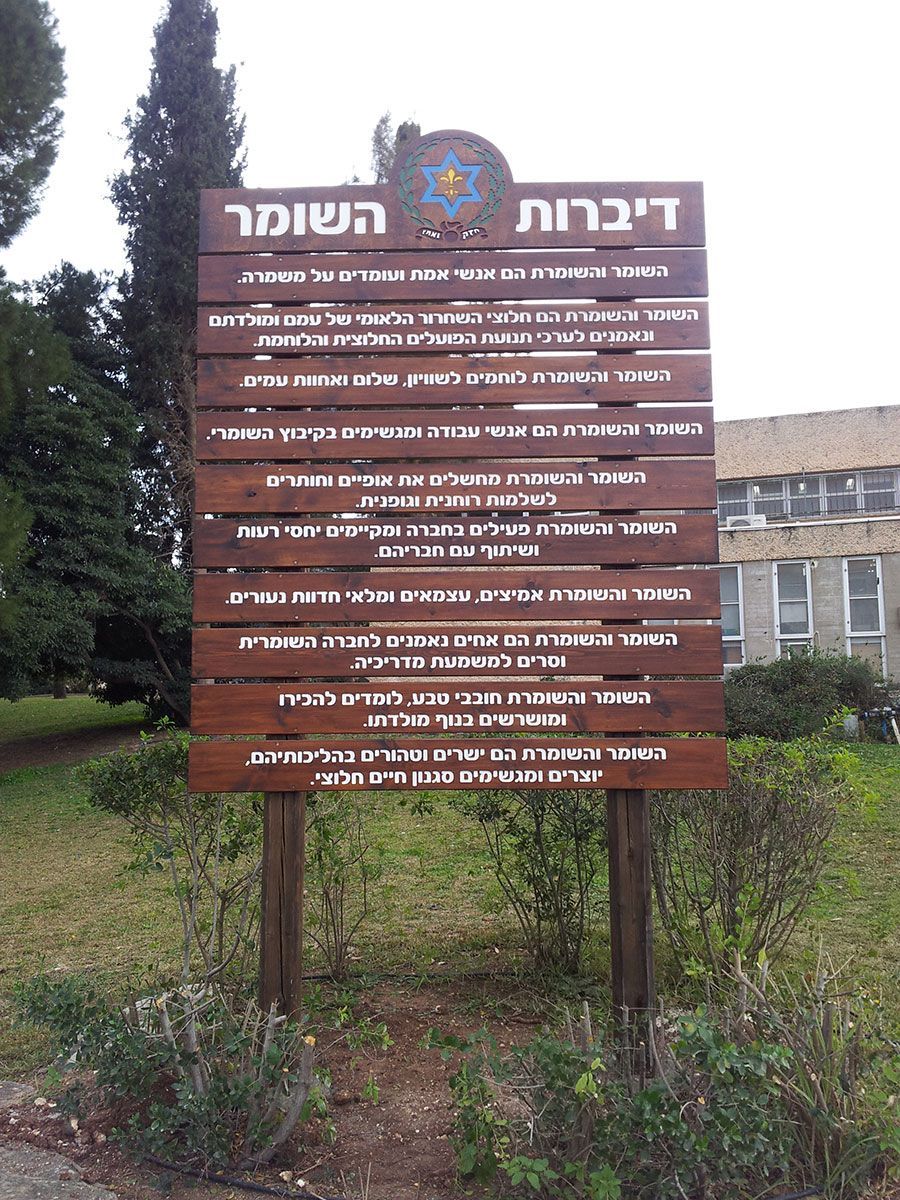 דיברות השומר
חזק ואמץ
השומר והשומרת הם אנשי אמת ועומדים על משמרה.
השומר והשומרת הם חלוצי השחרור הלאומי של עמם ומולדתם
ונאמנים לערכי תנועת הפועלים החלוצית והלוחמת.
השומר והשומרת לוחמים לשוויון, שלום ואחוות עמים.
השומר והשומרת הם אנשי עבודה ומגשימים בקיבוץ השומרי.
השומר והשומרת מחשלים את אופיים וחותרים
לשלמות רוחנית וגופנית.
השומר והשומרת פעילים בחברה ומקיימים יחסי רעות
ושיתוף עם חבריהם.
השומר והשומרת אמיצים, עצמאים ומלאי חדוות נעורים.
השומר והשומרת הם אחים נאמנים לחברה השומרית
וסרים למשמעת מדריכיה.
השומר והשומרת חובבי טבע, לומדים להכירו
ומושרשים בנוף מולדתו.
השומר והשומרת הם ישרים וטהורים בהליכותיהם,
יוצרים ומגשימים סגנון חיים חלוצי.